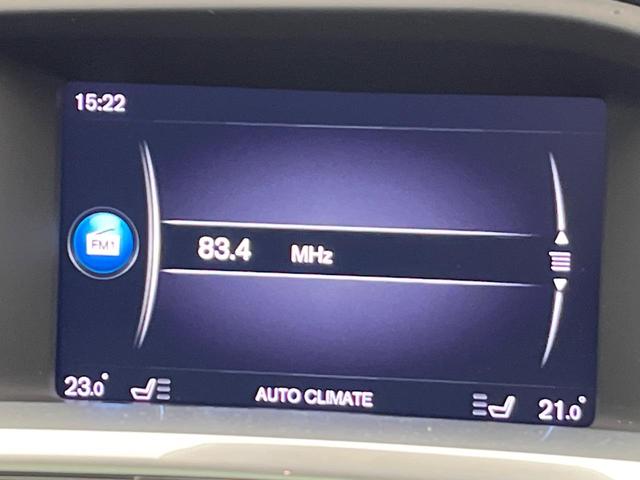 15:22
FM1
83.4 MHz
23.0° AUTO CLIMATE 21.0°